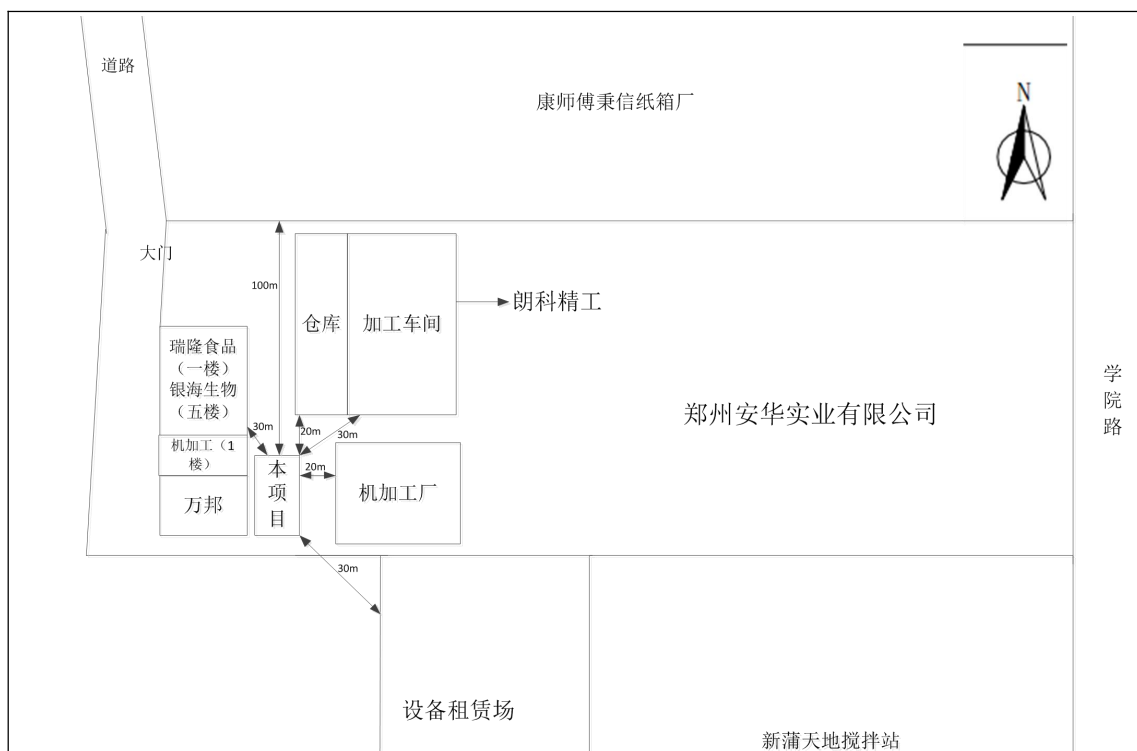 道路
康师傅秉信纸箱厂
N
大门
100m
仓库
加工车间
朗科精工
瑞隆食品
（一楼）
银海生物
（五楼）
学院路
郑州安华实业有限公司
30m
20m
30m
机加工（1
楼）
本项目
20m
机加工厂
万邦
30m
设备租赁场
新蒲天地搅拌站